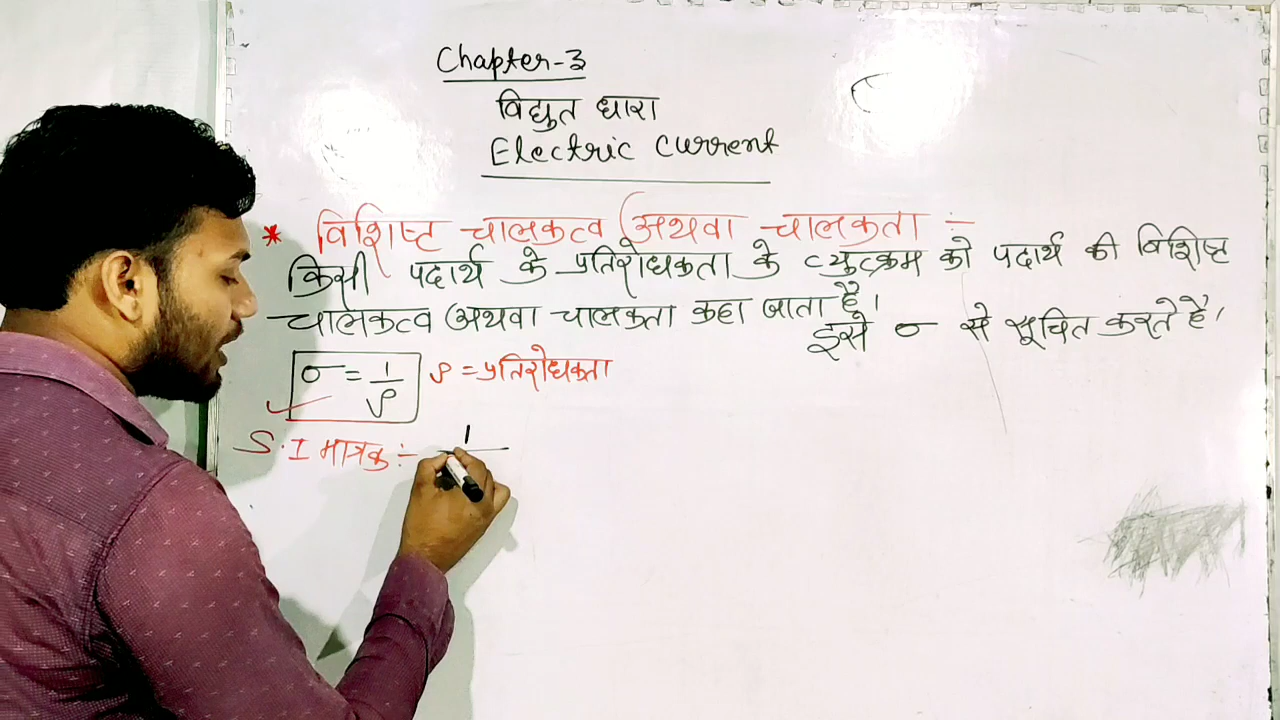 Chapter-3
विद्युत धारा
Electric Current
* विशिष्ट चालकत्व (अथवा चालकता :-
किसी पदार्थ के प्रतिरोधकता के व्युत्क्रम को पदार्थ की विशिष्ट
चालकत्व (अथवा चालकता कहा जाता है।
इसे σ से सूचित करते हैं।
σ = 1/ρ ρ = प्रतिरोधकता
S.I मात्रक :- 1